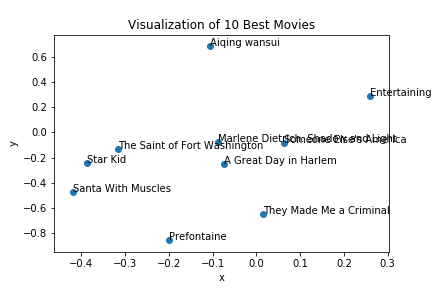 Visualization of 10 Best Movies
Aiqing wansui
Entertaining
Marlene Dietrich: Shadow and Light
Someone Else's America
The Saint of Fort Washington
Star Kid
A Great Day in Harlem
Santa With Muscles
They Made Me a Criminal
Prefontaine
y
0.6
0.4
0.2
0.0
−0.2
−0.4
−0.6
−0.8
−0.4
−0.3
−0.2
−0.1
0.0
0.1
0.2
0.3
x